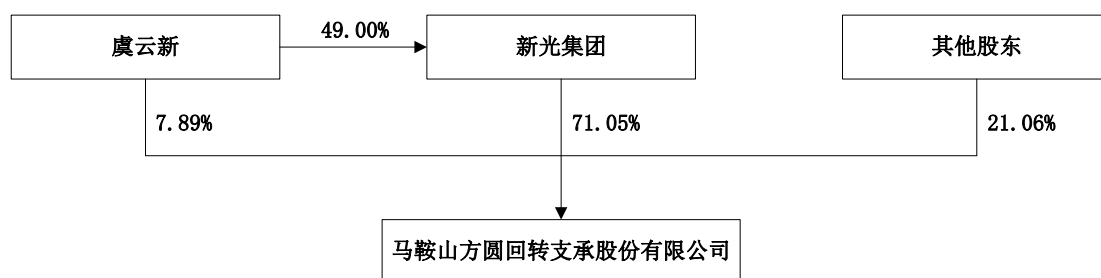 虞云新
49.00%
新光集团
其他股东
7.89%
71.05%
21.06%
马鞍山方圆回转支承股份有限公司